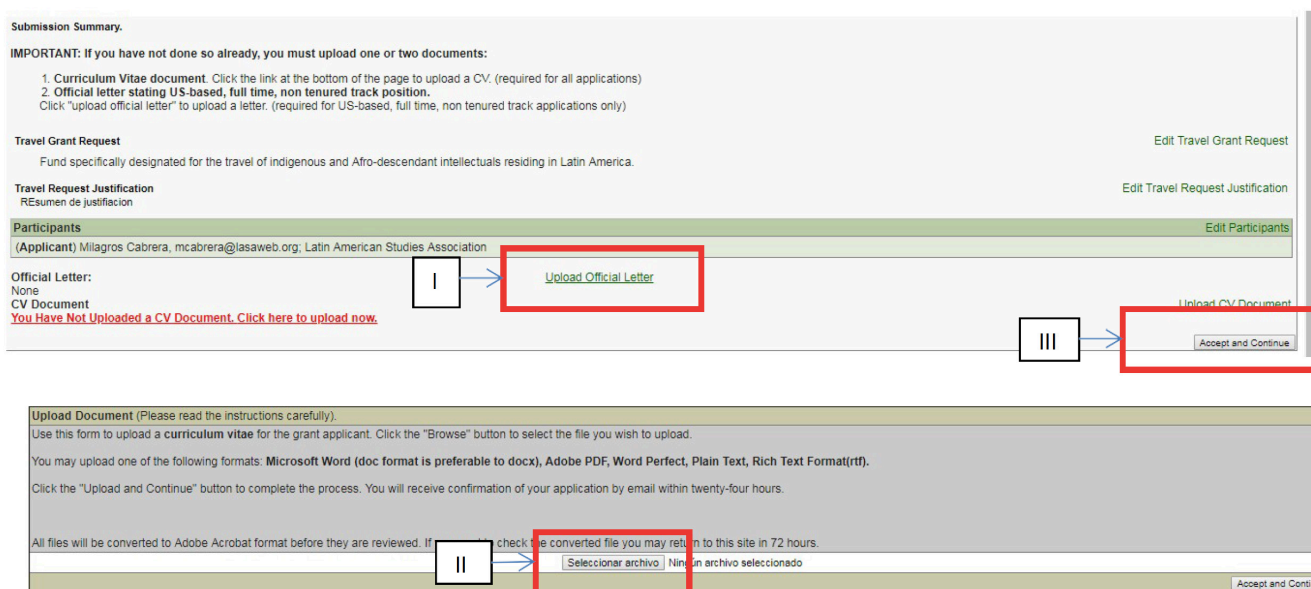 Submission Summary.
IMPORTANT: If you have not done so already, you must upload one or two documents:
1. Curriculum Vitae document. Click the link at the bottom of the page to upload a CV. (required for all applications)
2. Official letter stating US-based, full time, non tenured track position.
Click "upload official letter" to upload a letter. (required for US-based, full time, non tenured track applications only)
Travel Grant Request Edit Travel Grant Request
Fund specifically designated for the travel of indigenous and Afro-descendant intellectuals residing in Latin America.
Travel Request Justification Edit Travel Request Justification
REsumen de justifiacion
Participants Edit Participants
(Applicant) Milagros Cabrera, mcabrera@lasaweb.org; Latin American Studies Association
Official Letter: I Upload Official Letter
None
CV Document Upload CV Document
You Have Not Uploaded a CV Document. Click here to upload now.
III Accept and Continue
Upload Document (Please read the instructions carefully).
Use this form to upload a curriculum vitae for the grant applicant. Click the "Browse" button to select the file you wish to upload.
You may upload one of the following formats: Microsoft Word (doc format is preferable to docx), Adobe PDF, Word Perfect, Plain Text, Rich Text Format(rtf).
Click the "Upload and Continue" button to complete the process. You will receive confirmation of your application by email within twenty-four hours.
All files will be converted to Adobe Acrobat format before they are reviewed. If check the converted file you may return to this site in 72 hours.
II Seleccionar archivo Ningún archivo seleccionado
Accept and Conti